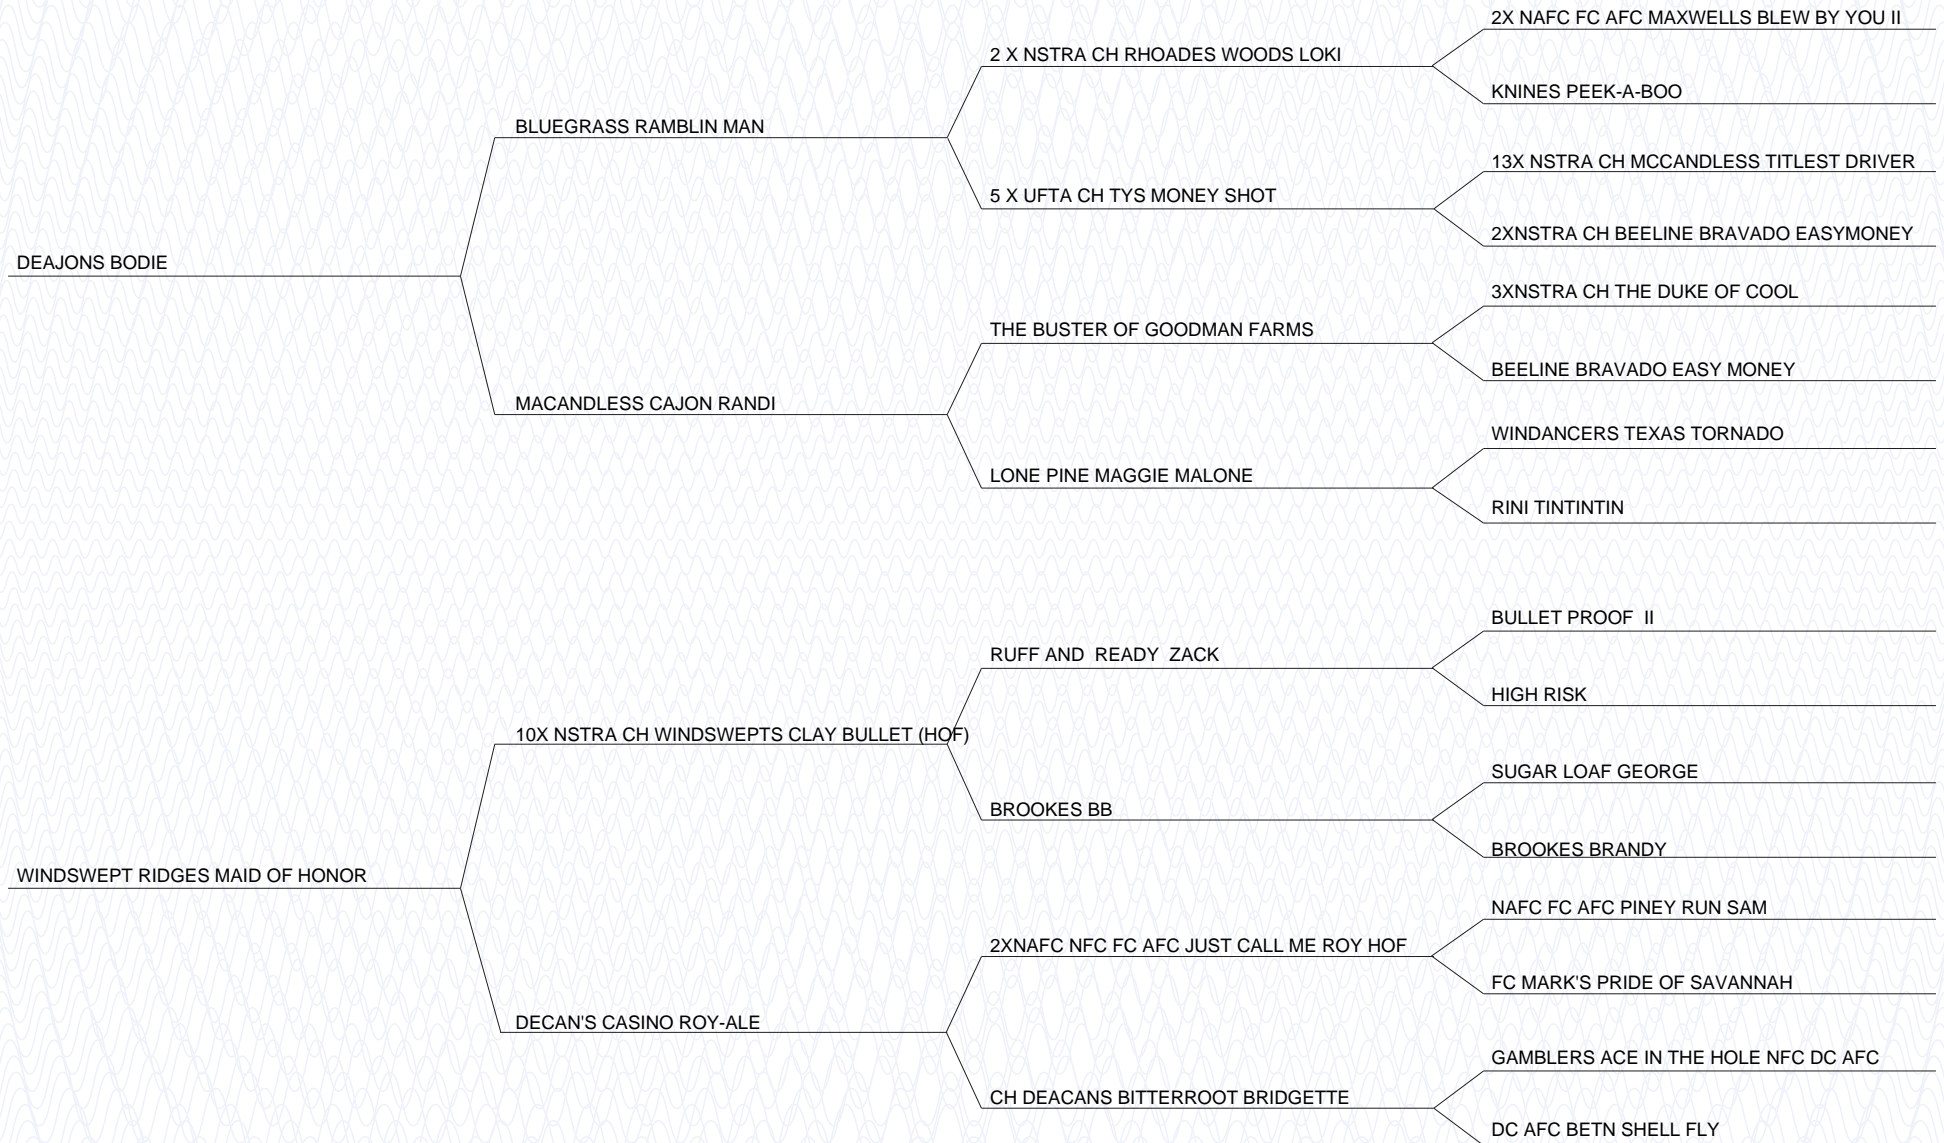 2X NAFC FC AFC MAXWELLS BLEW BY YOU II
2 X NSTRA CH RHOADES WOODS LOKI
KNINES PEEK-A-BOO
BLUEGRASS RAMBLIN MAN
13X NSTRA CH MCCANDLESS TITLEST DRIVER
5 X UFTA CH TYS MONEY SHOT
2XNSTRA CH BEELINE BRAVADO EASYMONEY
DEAJONS BODIE
3XNSTRA CH THE DUKE OF COOL
THE BUSTER OF GOODMAN FARMS
BEELINE BRAVADO EASY MONEY
MACANDLESS CAJON RANDI
WINDANCERS TEXAS TORNADO
LONE PINE MAGGIE MALONE
RINI TINTINTIN
BULLET PROOF  II
RUFF AND  READY  ZACK
HIGH RISK
10X NSTRA CH WINDSWEPTS CLAY BULLET (HOF)
SUGAR LOAF GEORGE
BROOKES BB
BROOKES BRANDY
WINDSWEPT RIDGES MAID OF HONOR
NAFC FC AFC PINEY RUN SAM
2XNAFC NFC FC AFC JUST CALL ME ROY HOF
FC MARK'S PRIDE OF SAVANNAH
DECAN'S CASINO ROY-ALE
GAMBLERS ACE IN THE HOLE NFC DC AFC
CH DEACANS BITTERROOT BRIDGETTE
DC AFC BETN SHELL FLY